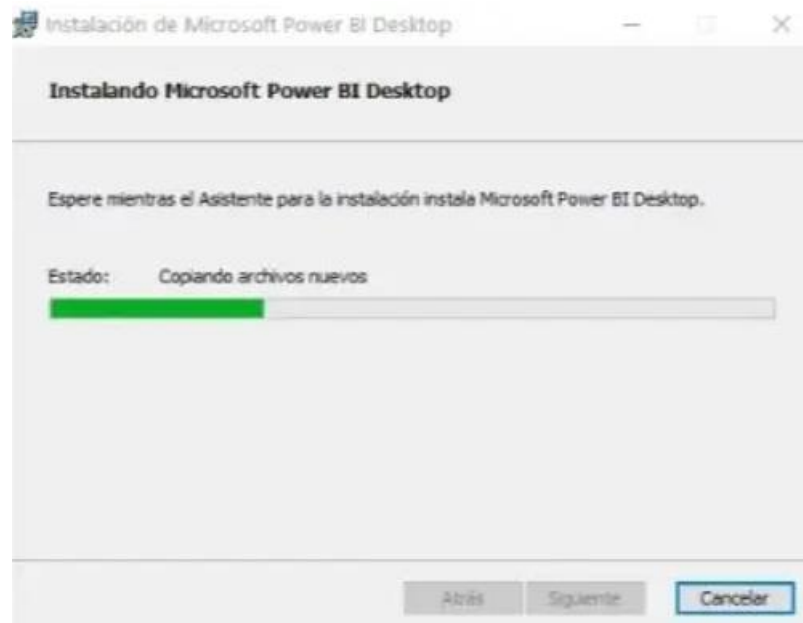 Instalación de Microsoft Power BI Desktop
Instalando Microsoft Power BI Desktop
Espere mientras el Asistente para la instalación instala Microsoft Power BI Desktop.
Estado: Copiando archivos nuevos
Atrás Siguiente Cancelar